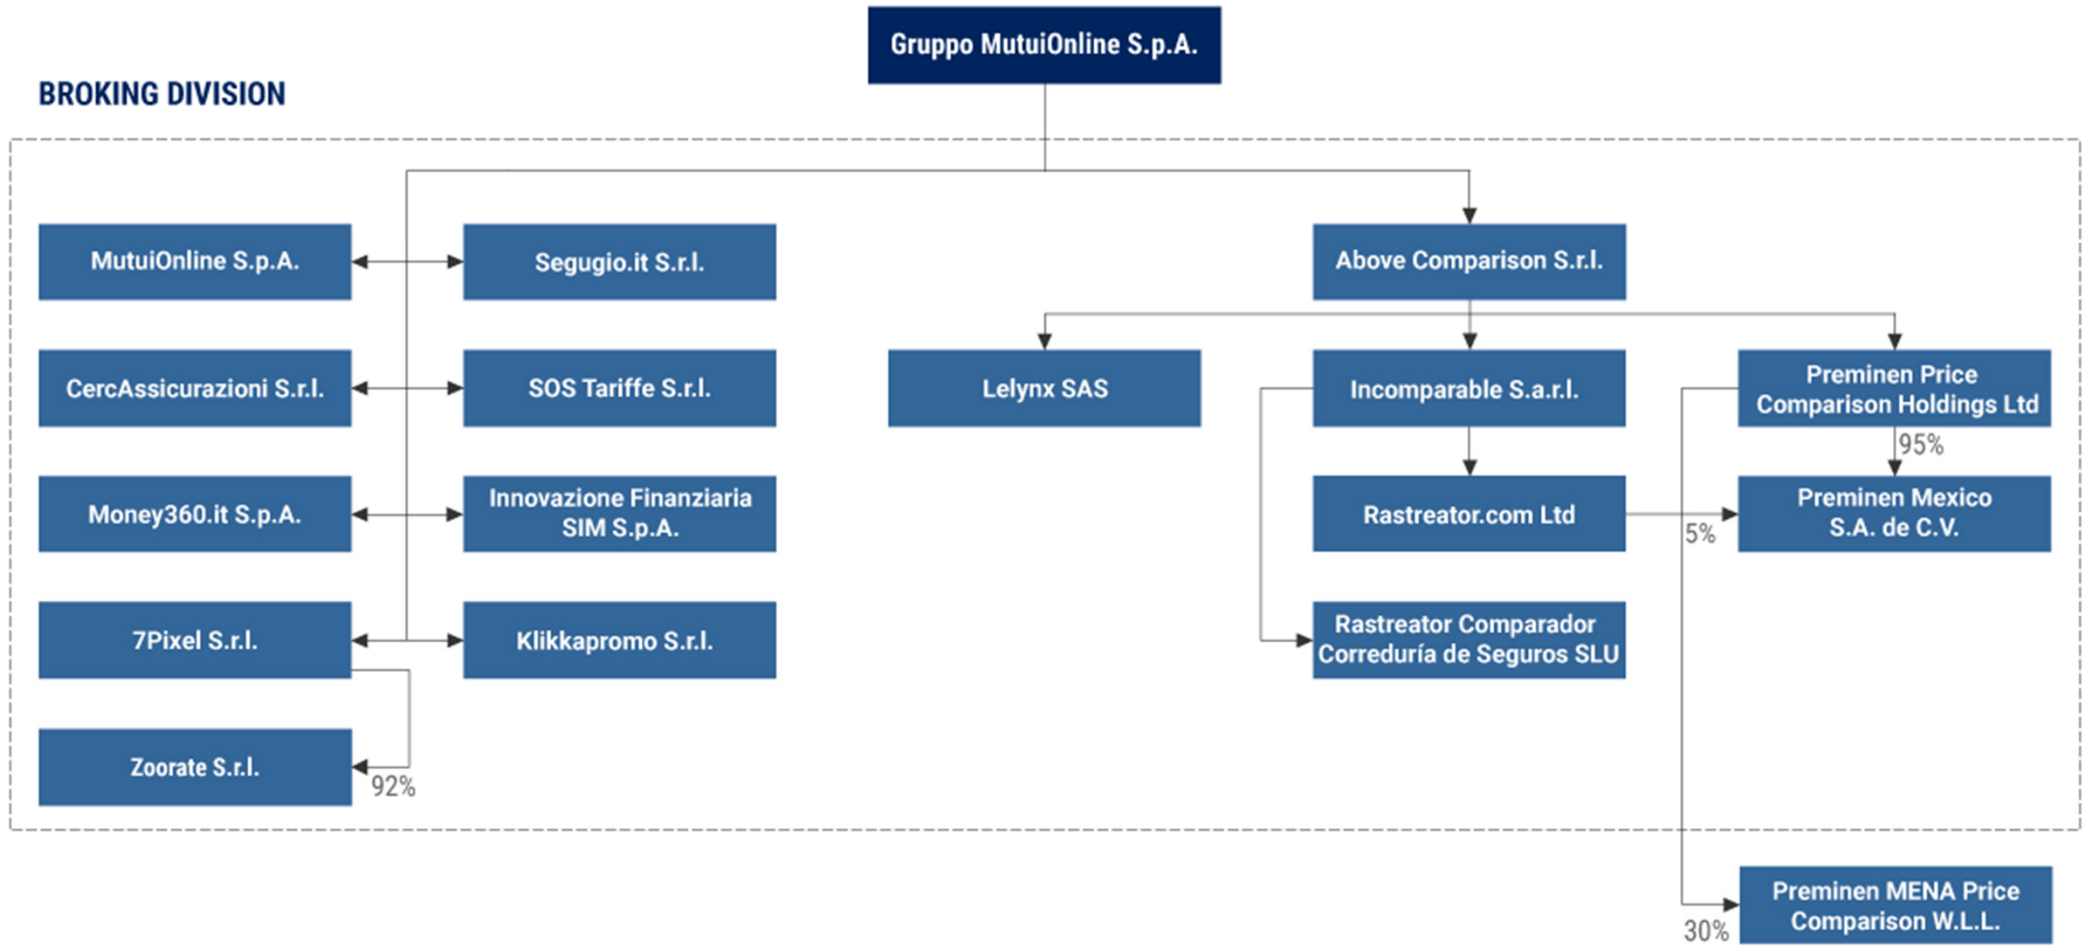 Gruppo MutuiOnline S.p.A.
BROKING DIVISION
MutuiOnline S.p.A.
Segugio.it S.r.l.
Above Comparison S.r.l.
CercAssicurazioni S.r.l.
SOS Tariffe S.r.l.
Lelynx SAS
Incomparable S.a.r.l.
Preminen Price
Comparison Holdings Ltd
95%
Money360.it S.p.A.
Innovazione Finanziaria
SIM S.p.A.
Rastreator.com Ltd
5%
Preminen Mexico
S.A. de C.V.
7Pixel S.r.l.
Klikkapromo S.r.l.
Rastreator Comparador
Correduría de Seguros SLU
Zoorate S.r.l.
92%
Preminen MENA Price
Comparison W.L.L.
30%